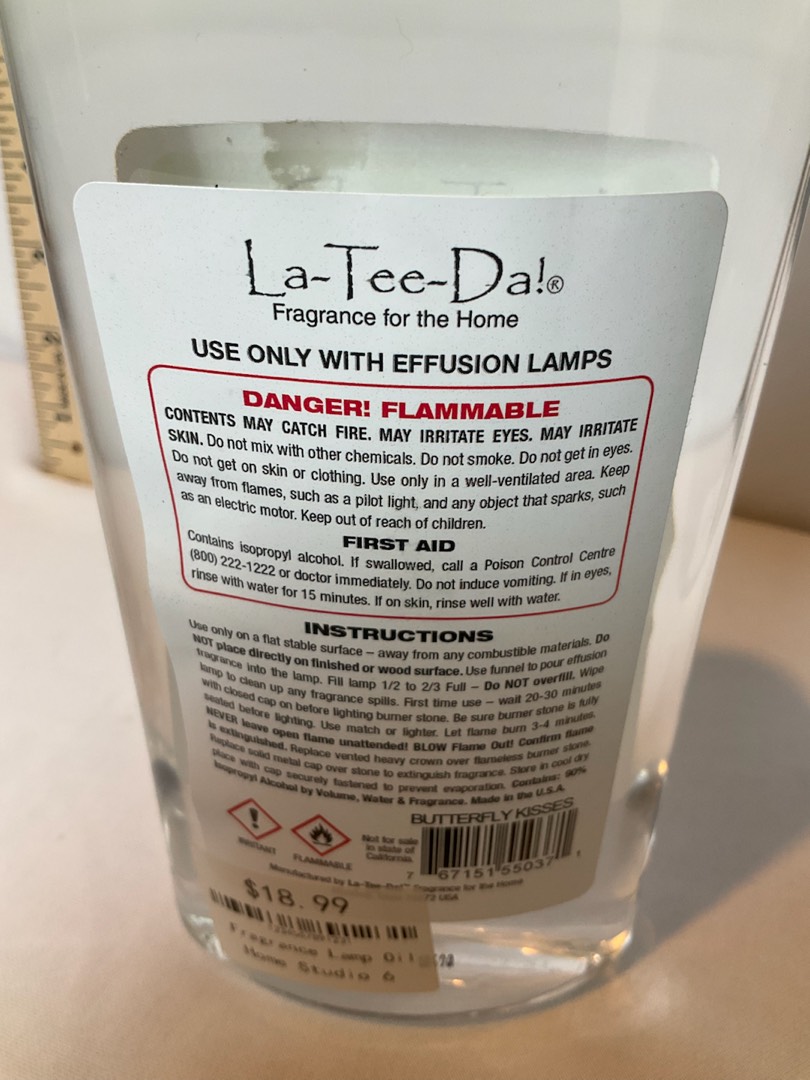 La-Tee-Da!®
Fragrance for the Home
USE ONLY WITH EFFUSION LAMPS
DANGER! FLAMMABLE
CONTENTS MAY CATCH FIRE. MAY IRRITATE EYES. MAY IRRITATE
SKIN. Do not mix with other chemicals. Do not smoke. Do not get in eyes.
Do not get on skin or clothing. Use only in a well-ventilated area. Keep
away from flames, such as a pilot light, and any object that sparks, such
as an electric motor. Keep out of reach of children.
FIRST AID
Contains isopropyl alcohol. If swallowed, call a Poison Control Centre
(800) 222-1222 or doctor immediately. Do not induce vomiting. If in eyes,
rinse with water for 15 minutes. If on skin, rinse well with water.
INSTRUCTIONS
Use only on a flat stable surface – away from any combustible materials. Do
NOT place directly on finished or wood surface. Use funnel to pour effusion
fragrance into the lamp. Fill lamp 1/2 to 2/3 Full – Do NOT overfill. Wipe
lamp to clean up any fragrance spills. First time use – wait 20-30 minutes
with closed cap on before lighting burner stone. Be sure burner stone is fully
seated before lighting. Use match or lighter. Let flame burn 3-4 minutes.
NEVER leave open flame unattended! BLOW Flame Out! Confirm flame
is extinguished. Replace vented heavy crown over flameless burner stone.
Replace solid metal cap over stone to extinguish fragrance. Store in cool dry
place with cap securely fastened to prevent evaporation. Contains: 90%
Isopropyl Alcohol by Volume, Water & Fragrance. Made in the U.S.A.
BUTTERFLY KISSES
Not for sale
in state of
California
FLAMMABLE
7 67151 55037 1
Manufactured by La-Tee-Da!™ Fragrance for the Home
USA
$18.99
Fragrance Lamp Oil
Home Studio 6